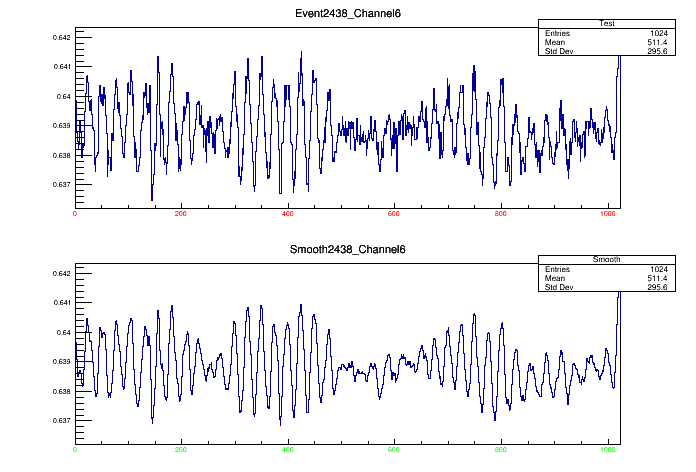 Event2438_Channel6
Test
Entries 1024
Mean 511.4
Std Dev 295.6
0.642
0.641
0.64
0.639
0.638
0.637
0 200 400 600 800 1000
Smooth2438_Channel6
Smooth
Entries 1024
Mean 511.4
Std Dev 295.6
0.642
0.641
0.64
0.639
0.638
0.637
0 200 400 600 800 1000